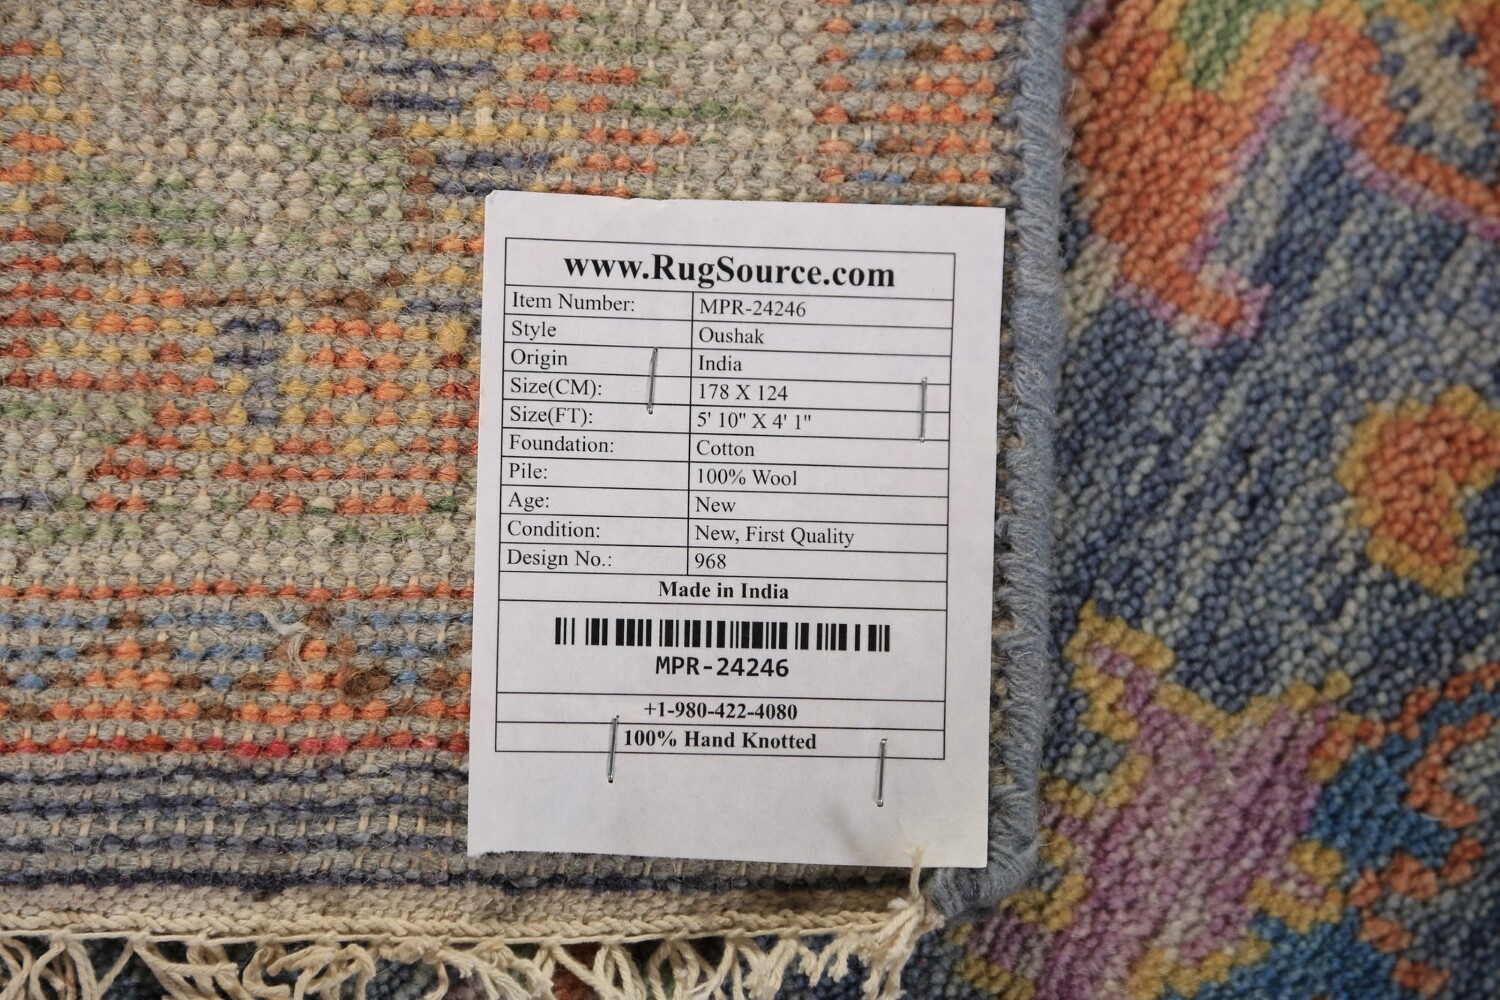 www.RugSource.com
Item Number: MPR-24246
Style Oushak
Origin India
Size(CM): 178 X 124
Size(FT): 5' 10" X 4' 1"
Foundation: Cotton
Pile: 100% Wool
Age: New
Condition: New, First Quality
Design No.: 968
Made in India
MPR-24246
+1-980-422-4080
100% Hand Knotted